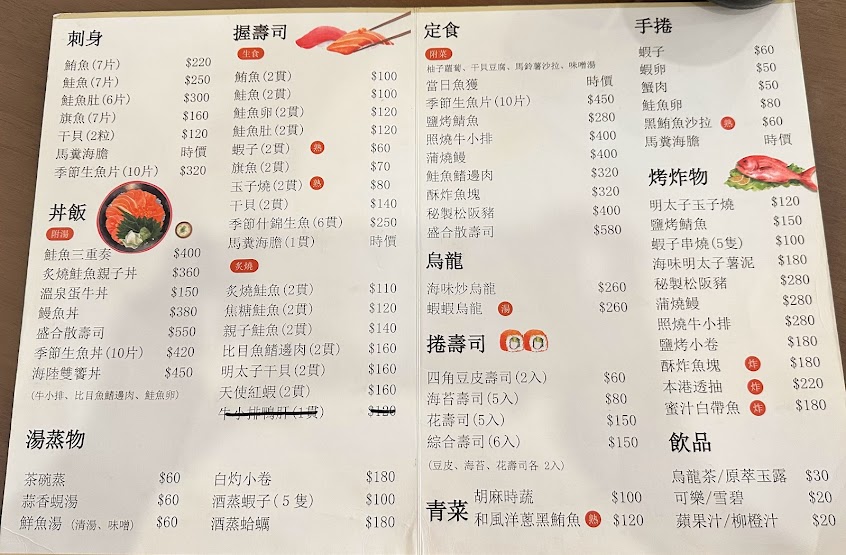 刺身
鮪魚(7片) $220
鮭魚(7片) $250
鮭魚肚(6片) $300
旗魚(7片) $160
干貝(2粒) $120
馬糞海膽 時價
季節生魚片(10片) $320
丼飯
附湯
鮭魚三重奏 $400
炙燒鮭魚親子丼 $360
溫泉蛋牛丼 $150
鰻魚丼 $380
盛合散壽司 $550
季節生魚丼(10片) $420
海陸雙饗丼 $450
(牛小排、比目魚鰭邊肉、鮭魚卵)
湯蒸物
茶碗蒸 $60
蒜香蜆湯 $60
鮮魚湯 (清湯、味噌) $60
白灼小卷 $180
酒蒸蝦子(5隻) $100
酒蒸蛤蠣 $180
握壽司
生食
鮪魚(2貫) $100
鮭魚(2貫) $100
鮭魚卵(2貫) $120
鮭魚肚(2貫) $120
蝦子(2貫) 熟 $60
旗魚(2貫) $70
玉子燒(2貫) 熟 $80
干貝(2貫) $140
季節什錦生魚(6貫) $250
馬糞海膽(1貫) 時價
炙燒
炙燒鮭魚(2貫) $110
焦糖鮭魚(2貫) $120
親子鮭魚(2貫) $140
比目魚鰭邊肉(2貫) $160
明太子干貝(2貫) $160
天使紅蝦(2貫) $160
牛小排鴨肝(1貫) $120
定食
附菜
柚子蘿蔔、干貝豆腐、馬鈴薯沙拉、味噌湯
當日魚獲 時價
季節生魚片(10片) $450
鹽烤鯖魚 $280
照燒牛小排 $400
蒲燒鰻 $400
鮭魚鰭邊肉 $320
酥炸魚塊 $320
秘製松阪豬 $400
盛合散壽司 $580
烏龍
海味炒烏龍 $260
蝦蝦烏龍 湯 $260
捲壽司
四角豆皮壽司(2入) $60
海苔壽司(5入) $80
花壽司(5入) $150
綜合壽司(6入) $150
(豆皮、海苔、花壽司各 2入)
青菜
胡麻時蔬 $100
和風洋蔥黑鮪魚 熟 $120
手捲
蝦子 $60
蝦卵 $50
蟹肉 $50
鮭魚卵 $80
黑鮪魚沙拉 熟 $60
馬糞海膽 時價
烤炸物
明太子玉子燒 $120
鹽烤鯖魚 $150
蝦子串燒(5隻) $100
海味明太子薯泥 $180
秘製松阪豬 $280
蒲燒鰻 $280
照燒牛小排 $280
鹽烤小卷 $180
酥炸魚塊 炸 $180
本港透抽 炸 $220
蜜汁白帶魚 炸 $180
飲品
烏龍茶/原萃玉露 $30
可樂/雪碧 $20
蘋果汁/柳橙汁 $20